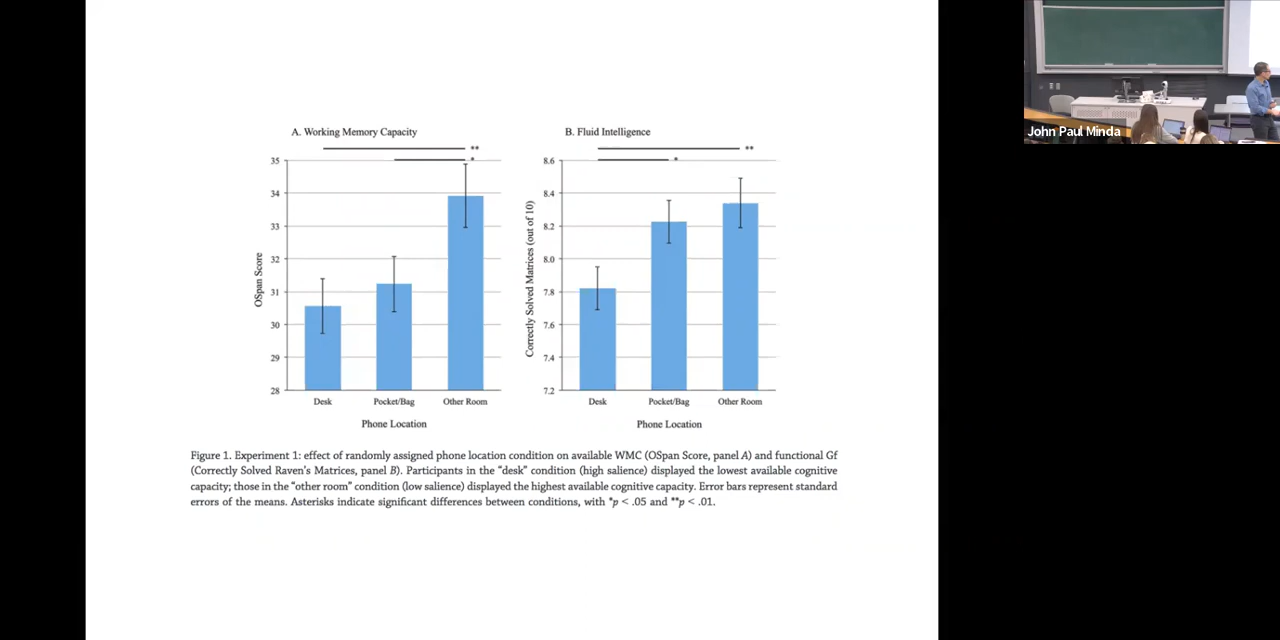 John Paul Minda
A. Working Memory Capacity
**
*
35
34
33
32
31
30
29
28
OSpan Score
Desk
Pocket/Bag
Other Room
Phone Location
B. Fluid Intelligence
**
*
8.6
8.4
8.2
8.0
7.8
7.6
7.4
7.2
Correctly Solved Matrices (out of 10)
Desk
Pocket/Bag
Other Room
Phone Location
Figure 1. Experiment 1: effect of randomly assigned phone location condition on available WMC (OSpan Score, panel A) and functional Gf
(Correctly Solved Raven's Matrices, panel B). Participants in the “desk” condition (high salience) displayed the lowest available cognitive
capacity; those in the “other room” condition (low salience) displayed the highest available cognitive capacity. Error bars represent standard
errors of the means. Asterisks indicate significant differences between conditions, with *p < .05 and **p < .01.